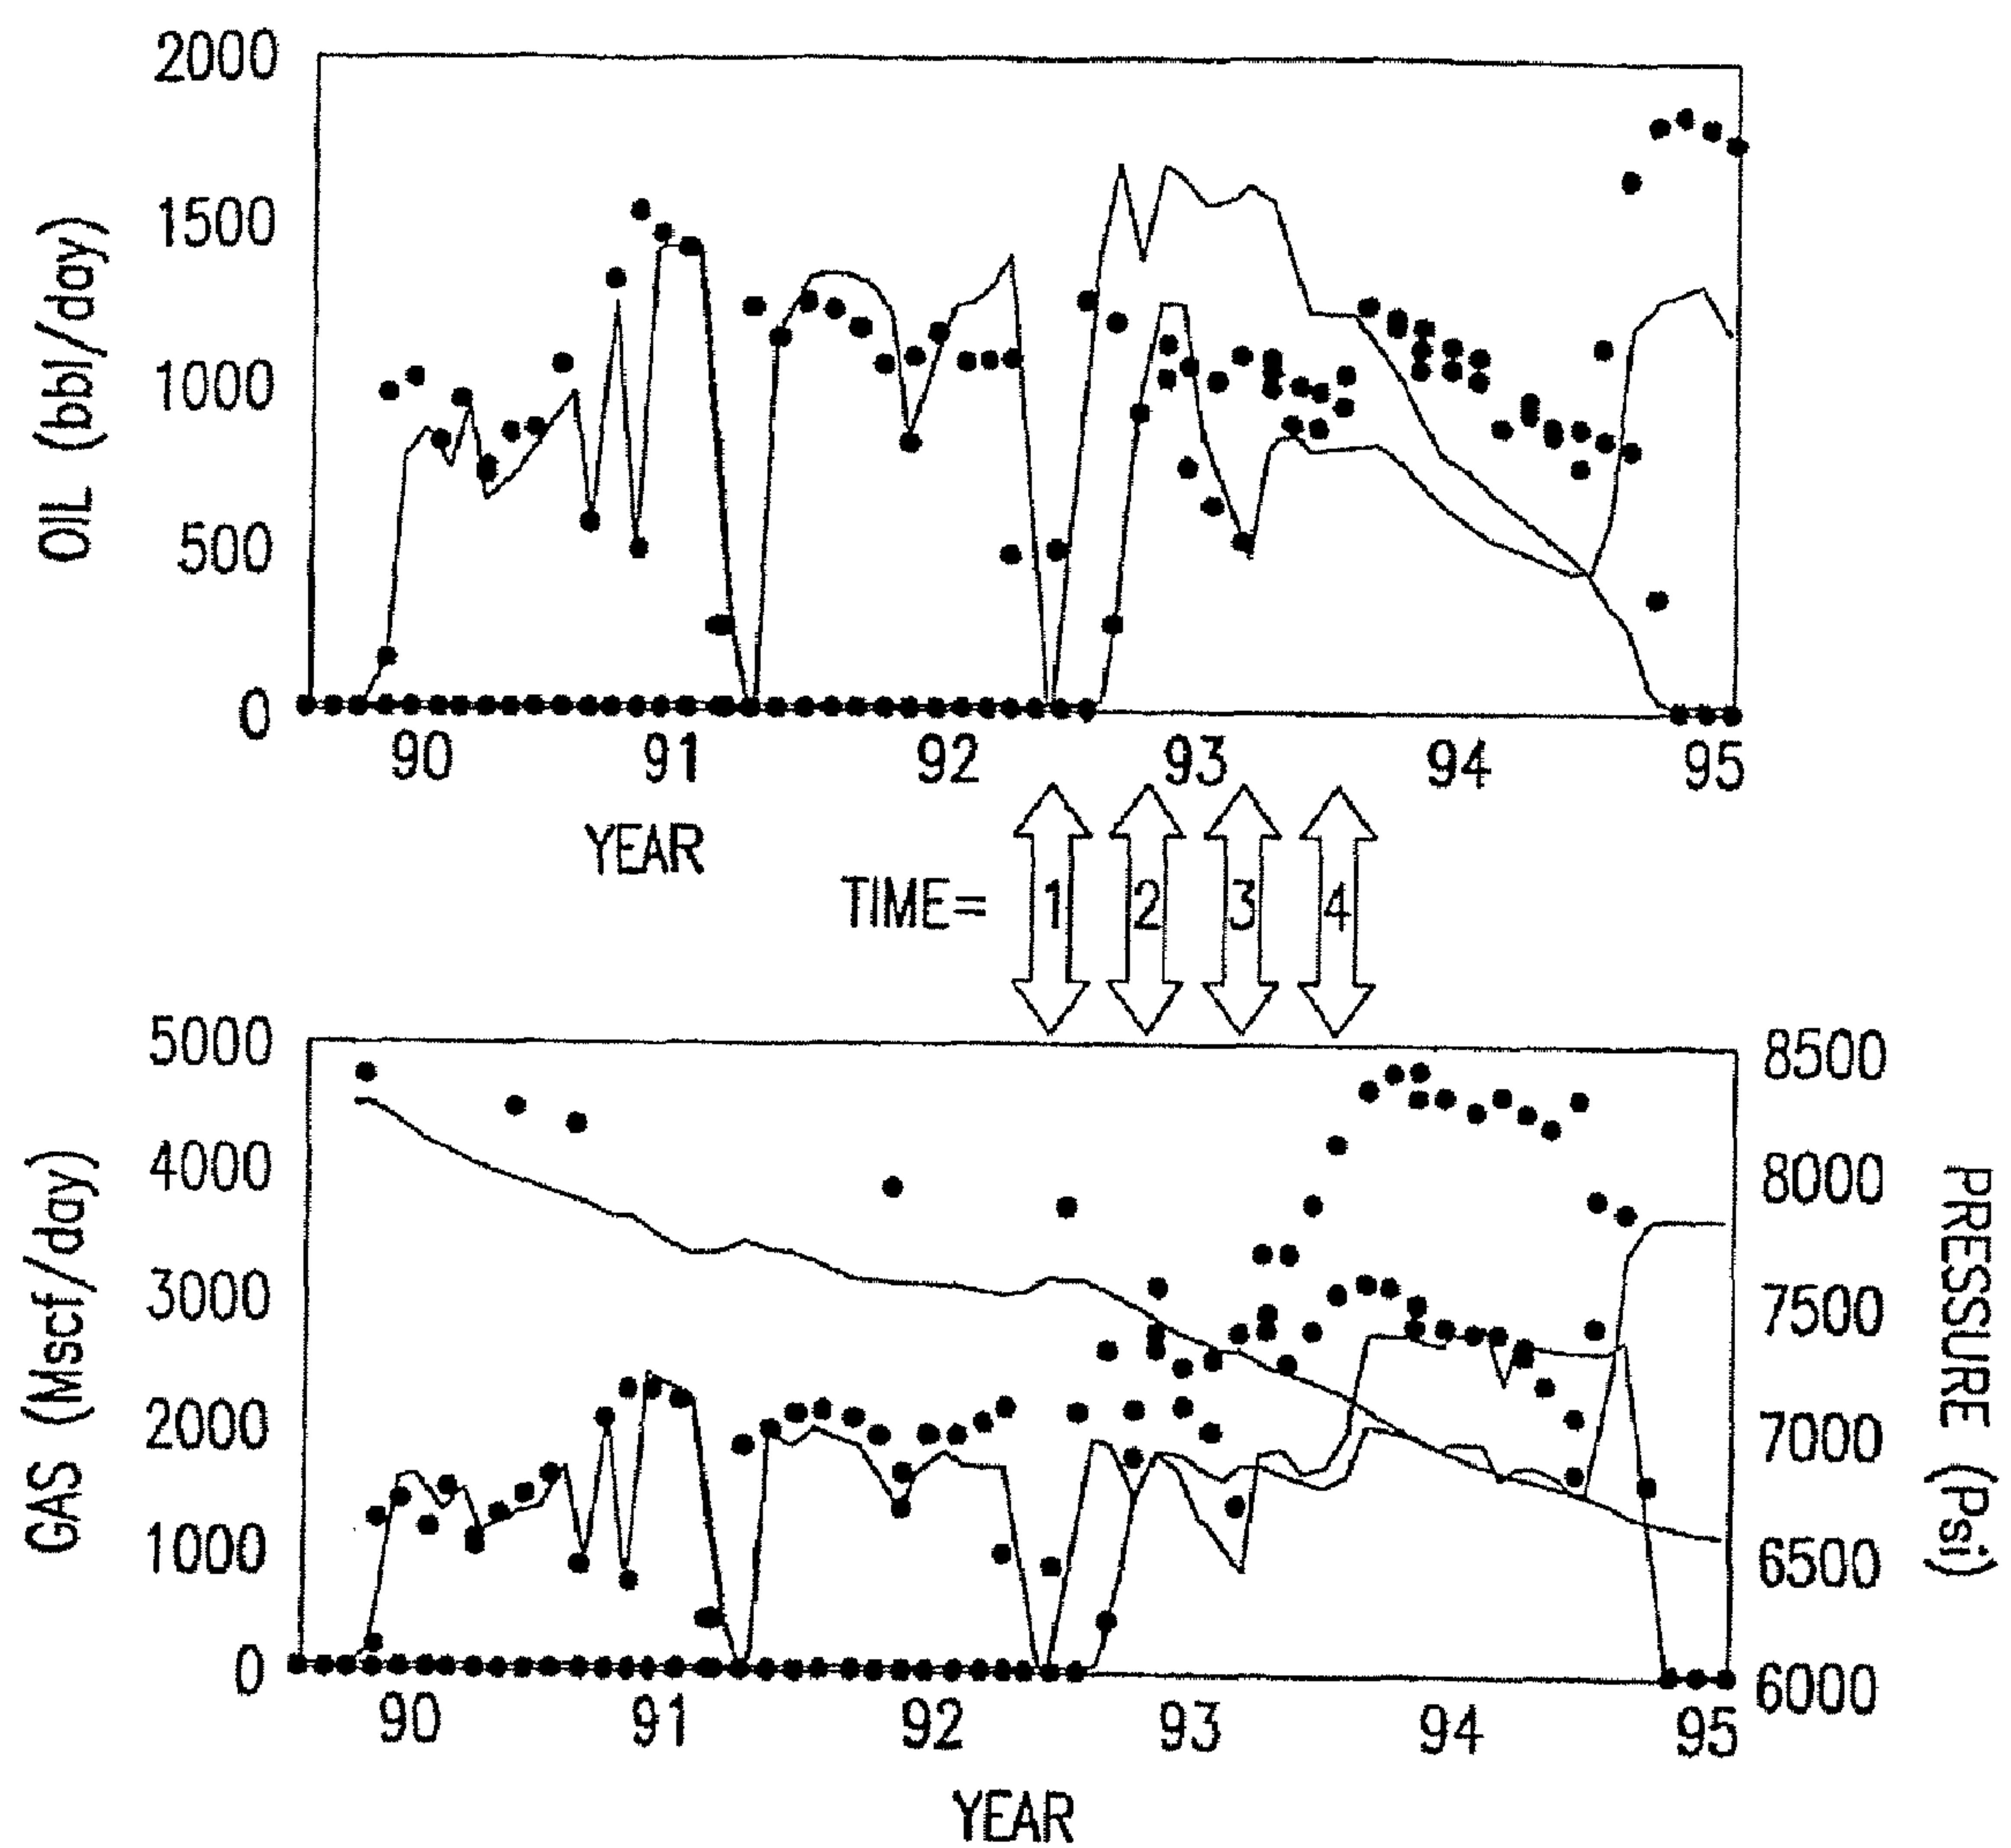 2000
1500
1000
500
0
OIL (bbl/day)
90 91 92 93 94 95
YEAR
TIME= 1 2 3 4
5000
4000
3000
2000
1000
0
GAS (Mscf/day)
8500
8000
7500
7000
6500
6000
PRESSURE (Psi)
90 91 92 93 94 95
YEAR